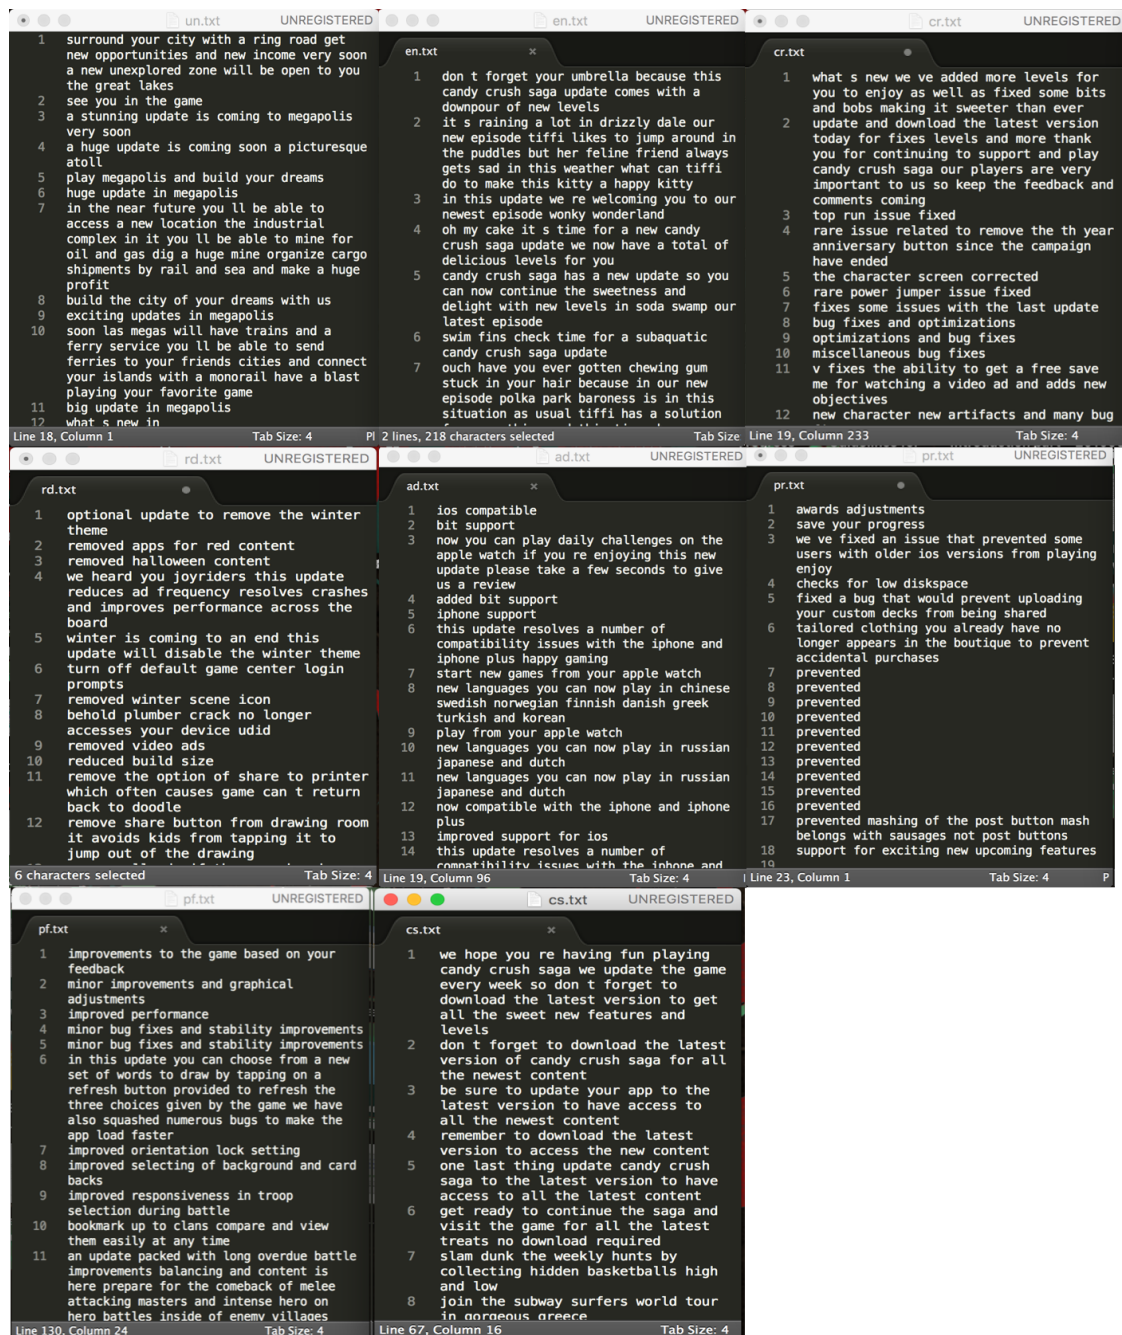 un.txt UNREGISTERED
1 surround your city with a ring road get
new opportunities and new income very soon
a new unexplored zone will be open to you
the great lakes
2 see you in the game
3 a stunning update is coming to megapolis
very soon
4 a huge update is coming soon a picturesque
atoll
5 play megapolis and build your dreams
6 huge update in megapolis
7 in the near future you ll be able to
access a new location the industrial
complex in it you ll be able to mine for
oil and gas dig a huge mine organize cargo
shipments by rail and sea and make a huge
profit
8 build the city of your dreams with us
9 exciting updates in megapolis
10 soon las megas will have trains and a
ferry service you ll be able to send
ferries to your friends cities and connect
your islands with a monorail have a blast
playing your favorite game
11 big update in megapolis
12 what s new in
Line 18, Column 1 Tab Size: 4 Pl
en.txt UNREGISTERED
en.txt ×
1 don t forget your umbrella because this
candy crush saga update comes with a
downpour of new levels
2 it s raining a lot in drizzly dale our
new episode tiffi likes to jump around in
the puddles but her feline friend always
gets sad in this weather what can tiffi
do to make this kitty a happy kitty
3 in this update we re welcoming you to our
newest episode wonky wonderland
4 oh my cake it s time for a new candy
crush saga update we now have a total of
delicious levels for you
5 candy crush saga has a new update so you
can now continue the sweetness and
delight with new levels in soda swamp our
latest episode
6 swim fins check time for a subaquatic
candy crush saga update
7 ouch have you ever gotten chewing gum
stuck in your hair because in our new
episode polka park baroness is in this
situation as usual tiffi has a solution
2 lines, 218 characters selected Tab Size
cr.txt UNREGISTERED
cr.txt
1 what s new we ve added more levels for
you to enjoy as well as fixed some bits
and bobs making it sweeter than ever
2 update and download the latest version
today for fixes levels and more thank
you for continuing to support and play
candy crush saga our players are very
important to us so keep the feedback and
comments coming
3 top run issue fixed
4 rare issue related to remove the th year
anniversary button since the campaign
have ended
5 the character screen corrected
6 rare power jumper issue fixed
7 fixes some issues with the last update
8 bug fixes and optimizations
9 optimizations and bug fixes
10 miscellaneous bug fixes
11 v fixes the ability to get a free save
me for watching a video ad and adds new
objectives
12 new character new artifacts and many bug
Line 19, Column 233 Tab Size: 4
rd.txt UNREGISTERED
rd.txt
1 optional update to remove the winter
theme
2 removed apps for red content
3 removed halloween content
4 we heard you joyriders this update
reduces ad frequency resolves crashes
and improves performance across the
board
5 winter is coming to an end this
update will disable the winter theme
6 turn off default game center login
prompts
7 removed winter scene icon
8 behold plumber crack no longer
accesses your device udid
9 removed video ads
10 reduced build size
11 remove the option of share to printer
which often causes game can t return
back to doodle
12 remove share button from drawing room
it avoids kids from tapping it to
jump out of the drawing
6 characters selected Tab Size: 4
ad.txt UNREGISTERED
ad.txt ×
1 ios compatible
2 bit support
3 now you can play daily challenges on the
apple watch if you re enjoying this new
update please take a few seconds to give
us a review
4 added bit support
5 iphone support
6 this update resolves a number of
compatibility issues with the iphone and
iphone plus happy gaming
7 start new games from your apple watch
8 new languages you can now play in chinese
swedish norwegian finnish danish greek
turkish and korean
9 play from your apple watch
10 new languages you can now play in russian
japanese and dutch
11 new languages you can now play in russian
japanese and dutch
12 now compatible with the iphone and iphone
plus
13 improved support for ios
14 this update resolves a number of
compatibility issues with the iphone and
Line 19, Column 96 Tab Size: 4
pr.txt UNREGISTERED
pr.txt
1 awards adjustments
2 save your progress
3 we ve fixed an issue that prevented some
users with older ios versions from playing
enjoy
4 checks for low diskspace
5 fixed a bug that would prevent uploading
your custom decks from being shared
6 tailored clothing you already have no
longer appears in the boutique to prevent
accidental purchases
7 prevented
8 prevented
9 prevented
10 prevented
11 prevented
12 prevented
13 prevented
14 prevented
15 prevented
16 prevented
17 prevented mashing of the post button mash
belongs with sausages not post buttons
18 support for exciting new upcoming features
19
Line 23, Column 1 Tab Size: 4 P
pf.txt UNREGISTERED
pf.txt ×
1 improvements to the game based on your
feedback
2 minor improvements and graphical
adjustments
3 improved performance
4 minor bug fixes and stability improvements
5 minor bug fixes and stability improvements
6 in this update you can choose from a new
set of words to draw by tapping on a
refresh button provided to refresh the
three choices given by the game we have
also squashed numerous bugs to make the
app load faster
7 improved orientation lock setting
8 improved selecting of background and card
backs
9 improved responsiveness in troop
selection during battle
10 bookmark up to clans compare and view
them easily at any time
11 an update packed with long overdue battle
improvements balancing and content is
here prepare for the comeback of melee
attacking masters and intense hero on
hero battles inside of enemy villages
Line 130, Column 24 Tab Size: 4
cs.txt UNREGISTERED
cs.txt ×
1 we hope you re having fun playing
candy crush saga we update the game
every week so don t forget to
download the latest version to get
all the sweet new features and
levels
2 don t forget to download the latest
version of candy crush saga for all
the newest content
3 be sure to update your app to the
latest version to have access to
all the newest content
4 remember to download the latest
version to access the new content
5 one last thing update candy crush
saga to the latest version to have
access to all the latest content
6 get ready to continue the saga and
visit the game for all the latest
treats no download required
7 slam dunk the weekly hunts by
collecting hidden basketballs high
and low
8 join the subway surfers world tour
in gorgeous greece
Line 67, Column 16 Tab Size: 4